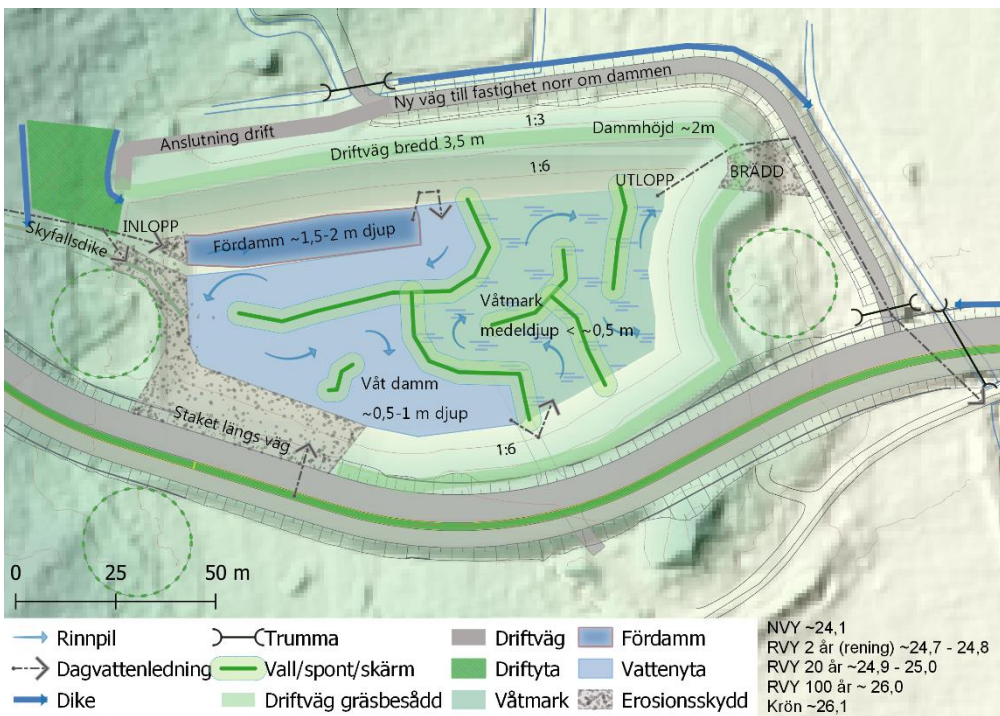 Ny väg till fastighet norr om dammen
Anslutning drift
1:3
Dammhöjd ~2m
Driftväg bredd 3,5 m
1:6
UTLOPP
BRÄDD
INLOPP
Skyfallsdike
Fördamm ~1,5-2 m djup
Våtmark
medeldjup < ~0,5 m
Våt damm
~0,5-1 m djup
Staket längs väg
1:6
0 25 50 m
Rinnpil
Trumma
Driftväg
Fördamm
Dagvattenledning
Vall/spont/skärm
Driftyta
Vattenyta
Dike
Driftväg gräsbesådd
Våtmark
Erosionsskydd
NVY ~24,1
RVY 2 år (rening) ~24,7 - 24,8
RVY 20 år ~24,9 - 25,0
RVY 100 år ~ 26,0
Krön ~26,1